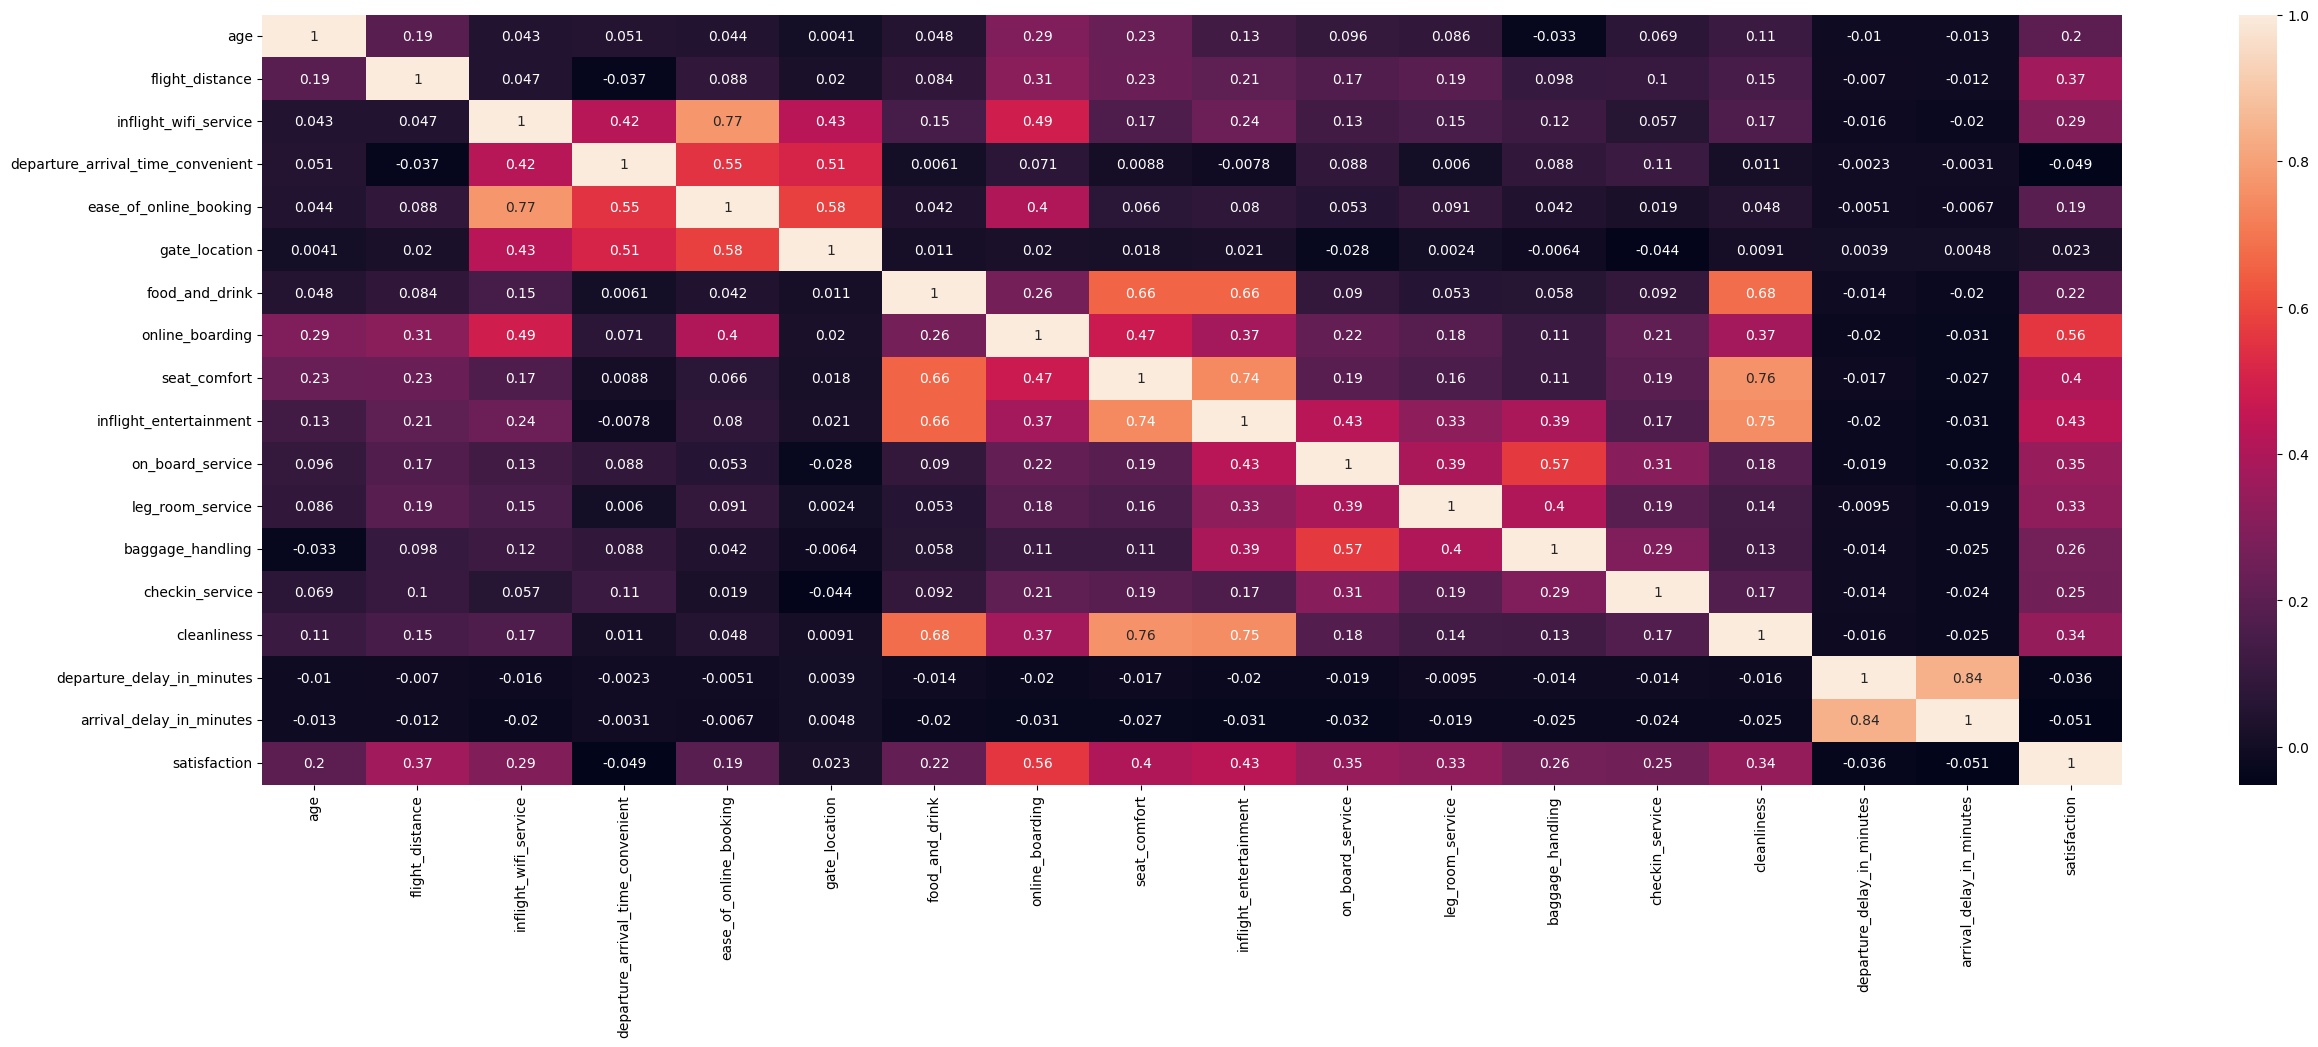 age 1 0.19 0.043 0.051 0.044 0.0041 0.048 0.29 0.23 0.13 0.096 0.086 -0.033 0.069 0.11 -0.01 -0.013 0.2
flight_distance 0.19 1 0.047 -0.037 0.088 0.02 0.084 0.31 0.23 0.21 0.17 0.19 0.098 0.1 0.15 -0.007 -0.012 0.37
inflight_wifi_service 0.043 0.047 1 0.42 0.77 0.43 0.15 0.49 0.17 0.24 0.13 0.15 0.12 0.057 0.17 -0.016 -0.02 0.29
departure_arrival_time_convenient 0.051 -0.037 0.42 1 0.55 0.51 0.0061 0.071 0.0088 -0.0078 0.088 0.006 0.088 0.11 0.011 -0.0023 -0.0031 -0.049
ease_of_online_booking 0.044 0.088 0.77 0.55 1 0.58 0.042 0.4 0.066 0.08 0.053 0.091 0.042 0.019 0.048 -0.0051 -0.0067 0.19
gate_location 0.0041 0.02 0.43 0.51 0.58 1 0.011 0.02 0.018 0.021 -0.028 0.0024 -0.0064 -0.044 0.0091 0.0039 0.0048 0.023
food_and_drink 0.048 0.084 0.15 0.0061 0.042 0.011 1 0.26 0.66 0.66 0.09 0.053 0.058 0.092 0.68 -0.014 -0.02 0.22
online_boarding 0.29 0.31 0.49 0.071 0.4 0.02 0.26 1 0.47 0.37 0.22 0.18 0.11 0.21 0.37 -0.02 -0.031 0.56
seat_comfort 0.23 0.23 0.17 0.0088 0.066 0.018 0.66 0.47 1 0.74 0.19 0.16 0.11 0.19 0.76 -0.017 -0.027 0.4
inflight_entertainment 0.13 0.21 0.24 -0.0078 0.08 0.021 0.66 0.37 0.74 1 0.43 0.33 0.39 0.17 0.75 -0.02 -0.031 0.43
on_board_service 0.096 0.17 0.13 0.088 0.053 -0.028 0.09 0.22 0.19 0.43 1 0.39 0.57 0.31 0.18 -0.019 -0.032 0.35
leg_room_service 0.086 0.19 0.15 0.006 0.091 0.0024 0.053 0.18 0.16 0.33 0.39 1 0.4 0.19 0.14 -0.0095 -0.019 0.33
baggage_handling -0.033 0.098 0.12 0.088 0.042 -0.0064 0.058 0.11 0.11 0.39 0.57 0.4 1 0.29 0.13 -0.014 -0.025 0.26
checkin_service 0.069 0.1 0.057 0.11 0.019 -0.044 0.092 0.21 0.19 0.17 0.31 0.19 0.29 1 0.17 -0.014 -0.024 0.25
cleanliness 0.11 0.15 0.17 0.011 0.048 0.0091 0.68 0.37 0.76 0.75 0.18 0.14 0.13 0.17 1 -0.016 -0.025 0.34
departure_delay_in_minutes -0.01 -0.007 -0.016 -0.0023 -0.0051 0.0039 -0.014 -0.02 -0.017 -0.02 -0.019 -0.0095 -0.014 -0.014 -0.016 1 0.84 -0.036
arrival_delay_in_minutes -0.013 -0.012 -0.02 -0.0031 -0.0067 0.0048 -0.02 -0.031 -0.027 -0.031 -0.032 -0.019 -0.025 -0.024 -0.025 0.84 1 -0.051
satisfaction 0.2 0.37 0.29 -0.049 0.19 0.023 0.22 0.56 0.4 0.43 0.35 0.33 0.26 0.25 0.34 -0.036 -0.051 1
age
flight_distance
inflight_wifi_service
departure_arrival_time_convenient
ease_of_online_booking
gate_location
food_and_drink
online_boarding
seat_comfort
inflight_entertainment
on_board_service
leg_room_service
baggage_handling
checkin_service
cleanliness
departure_delay_in_minutes
arrival_delay_in_minutes
satisfaction
1.0
0.8
0.6
0.4
0.2
0.0